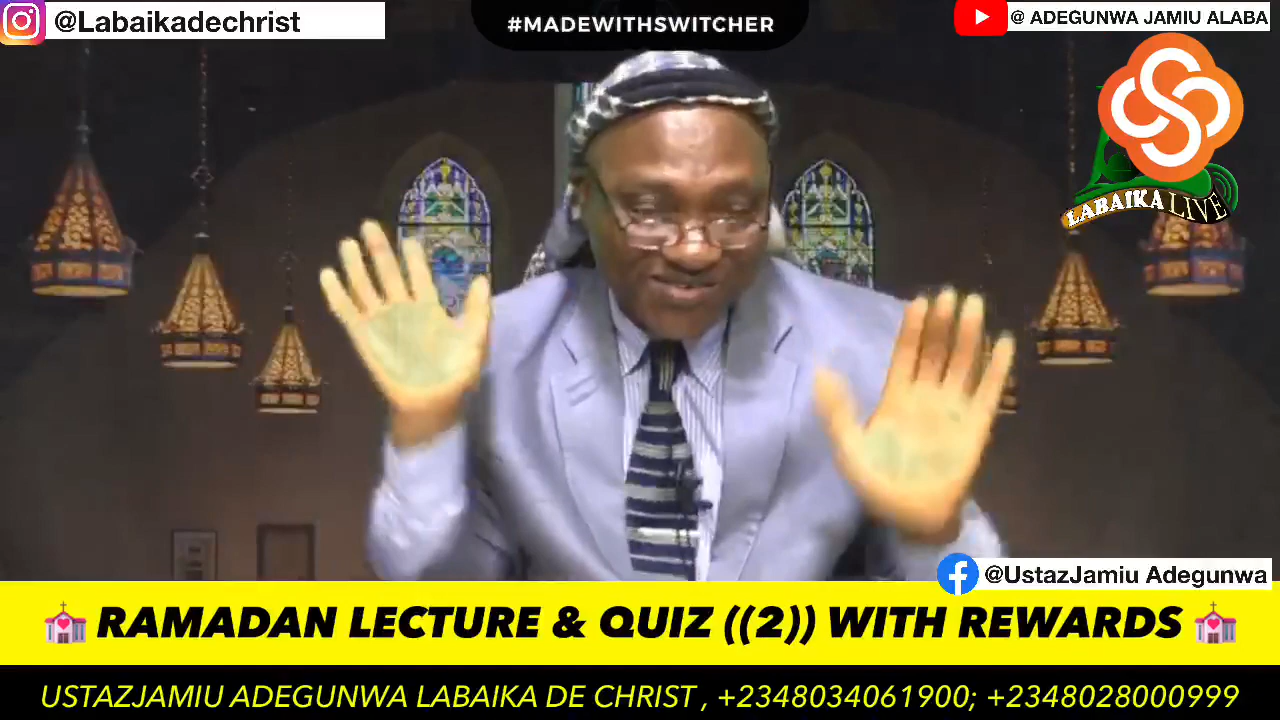 @Labaikadechrist
#MADEWITHSWITCHER
@ ADEGUNWA JAMIU ALABA
LABAIKA LIVE
@UstazJamiu Adegunwa
RAMADAN LECTURE & QUIZ ((2)) WITH REWARDS
USTAZJAMIU ADEGUNWA LABAIKA DE CHRIST , +2348034061900; +2348028000999